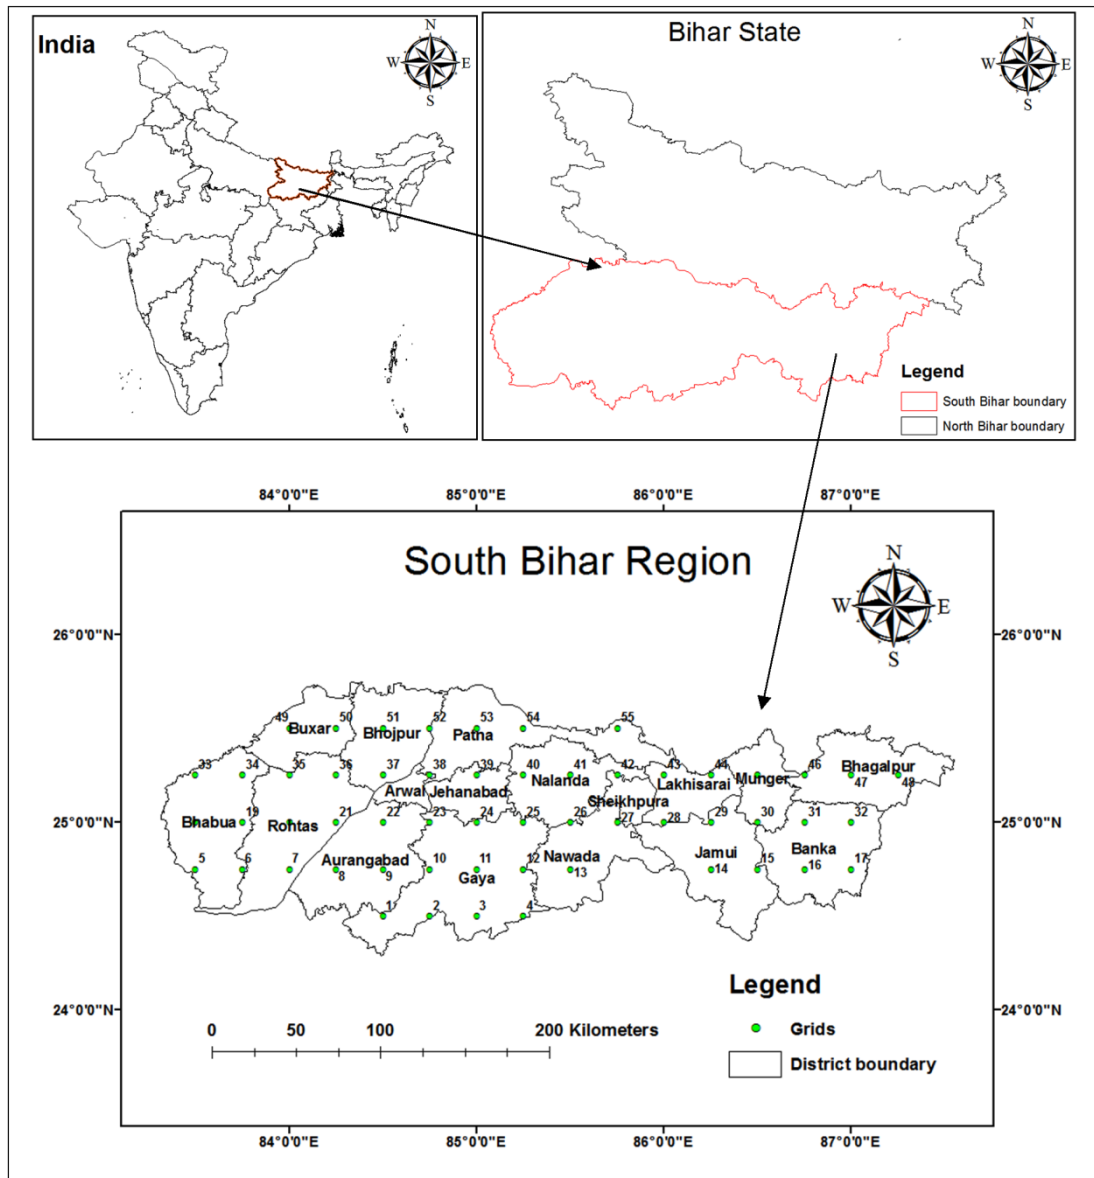 India
N
W
E
S
Bihar State
N
W
E
S
Legend
South Bihar boundary
North Bihar boundary
84°0'0"E 85°0'0"E 86°0'0"E 87°0'0"E
South Bihar Region
N
W
E
S
26°0'0"N 26°0'0"N
49 50 51 52 53 54 55
Buxar Bhojpur Patna
33 34 35 36 37 38 39 40 41 42 43 44 46
Arwal Jehanabad Nalanda Lakhisarai Munger Bhagalpur
47 48
Sheikhpura
25°0'0"N 25°0'0"N
Bhabua 19 Rohtas 21 22 23 24 25 26 27 28 29 30 31 32
5 6 7 Aurangabad 10 11 12 Nawada Jamui 15 Banka 17
8 9 Gaya 13 14 16
1 2 3 4
24°0'0"N 24°0'0"N
Legend
0 50 100 200 Kilometers
Grids
District boundary
84°0'0"E 85°0'0"E 86°0'0"E 87°0'0"E